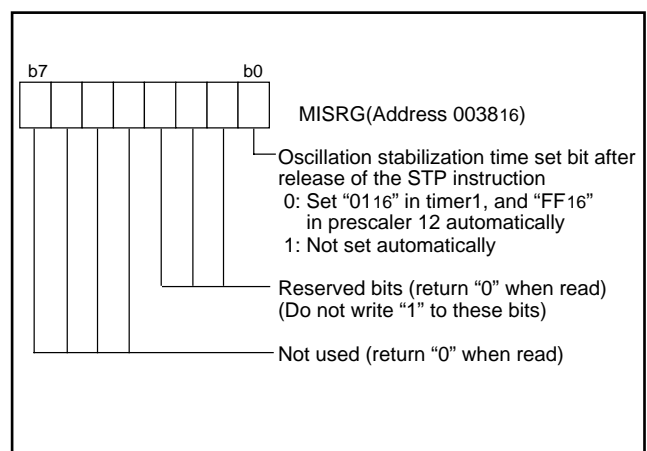 b7 b0
MISRG(Address 003816)
Oscillation stabilization time set bit after
release of the STP instruction
0: Set “0116” in timer1, and “FF16”
in prescaler 12 automatically
1: Not set automatically
Reserved bits (return “0” when read)
(Do not write “1” to these bits)
Not used (return “0” when read)